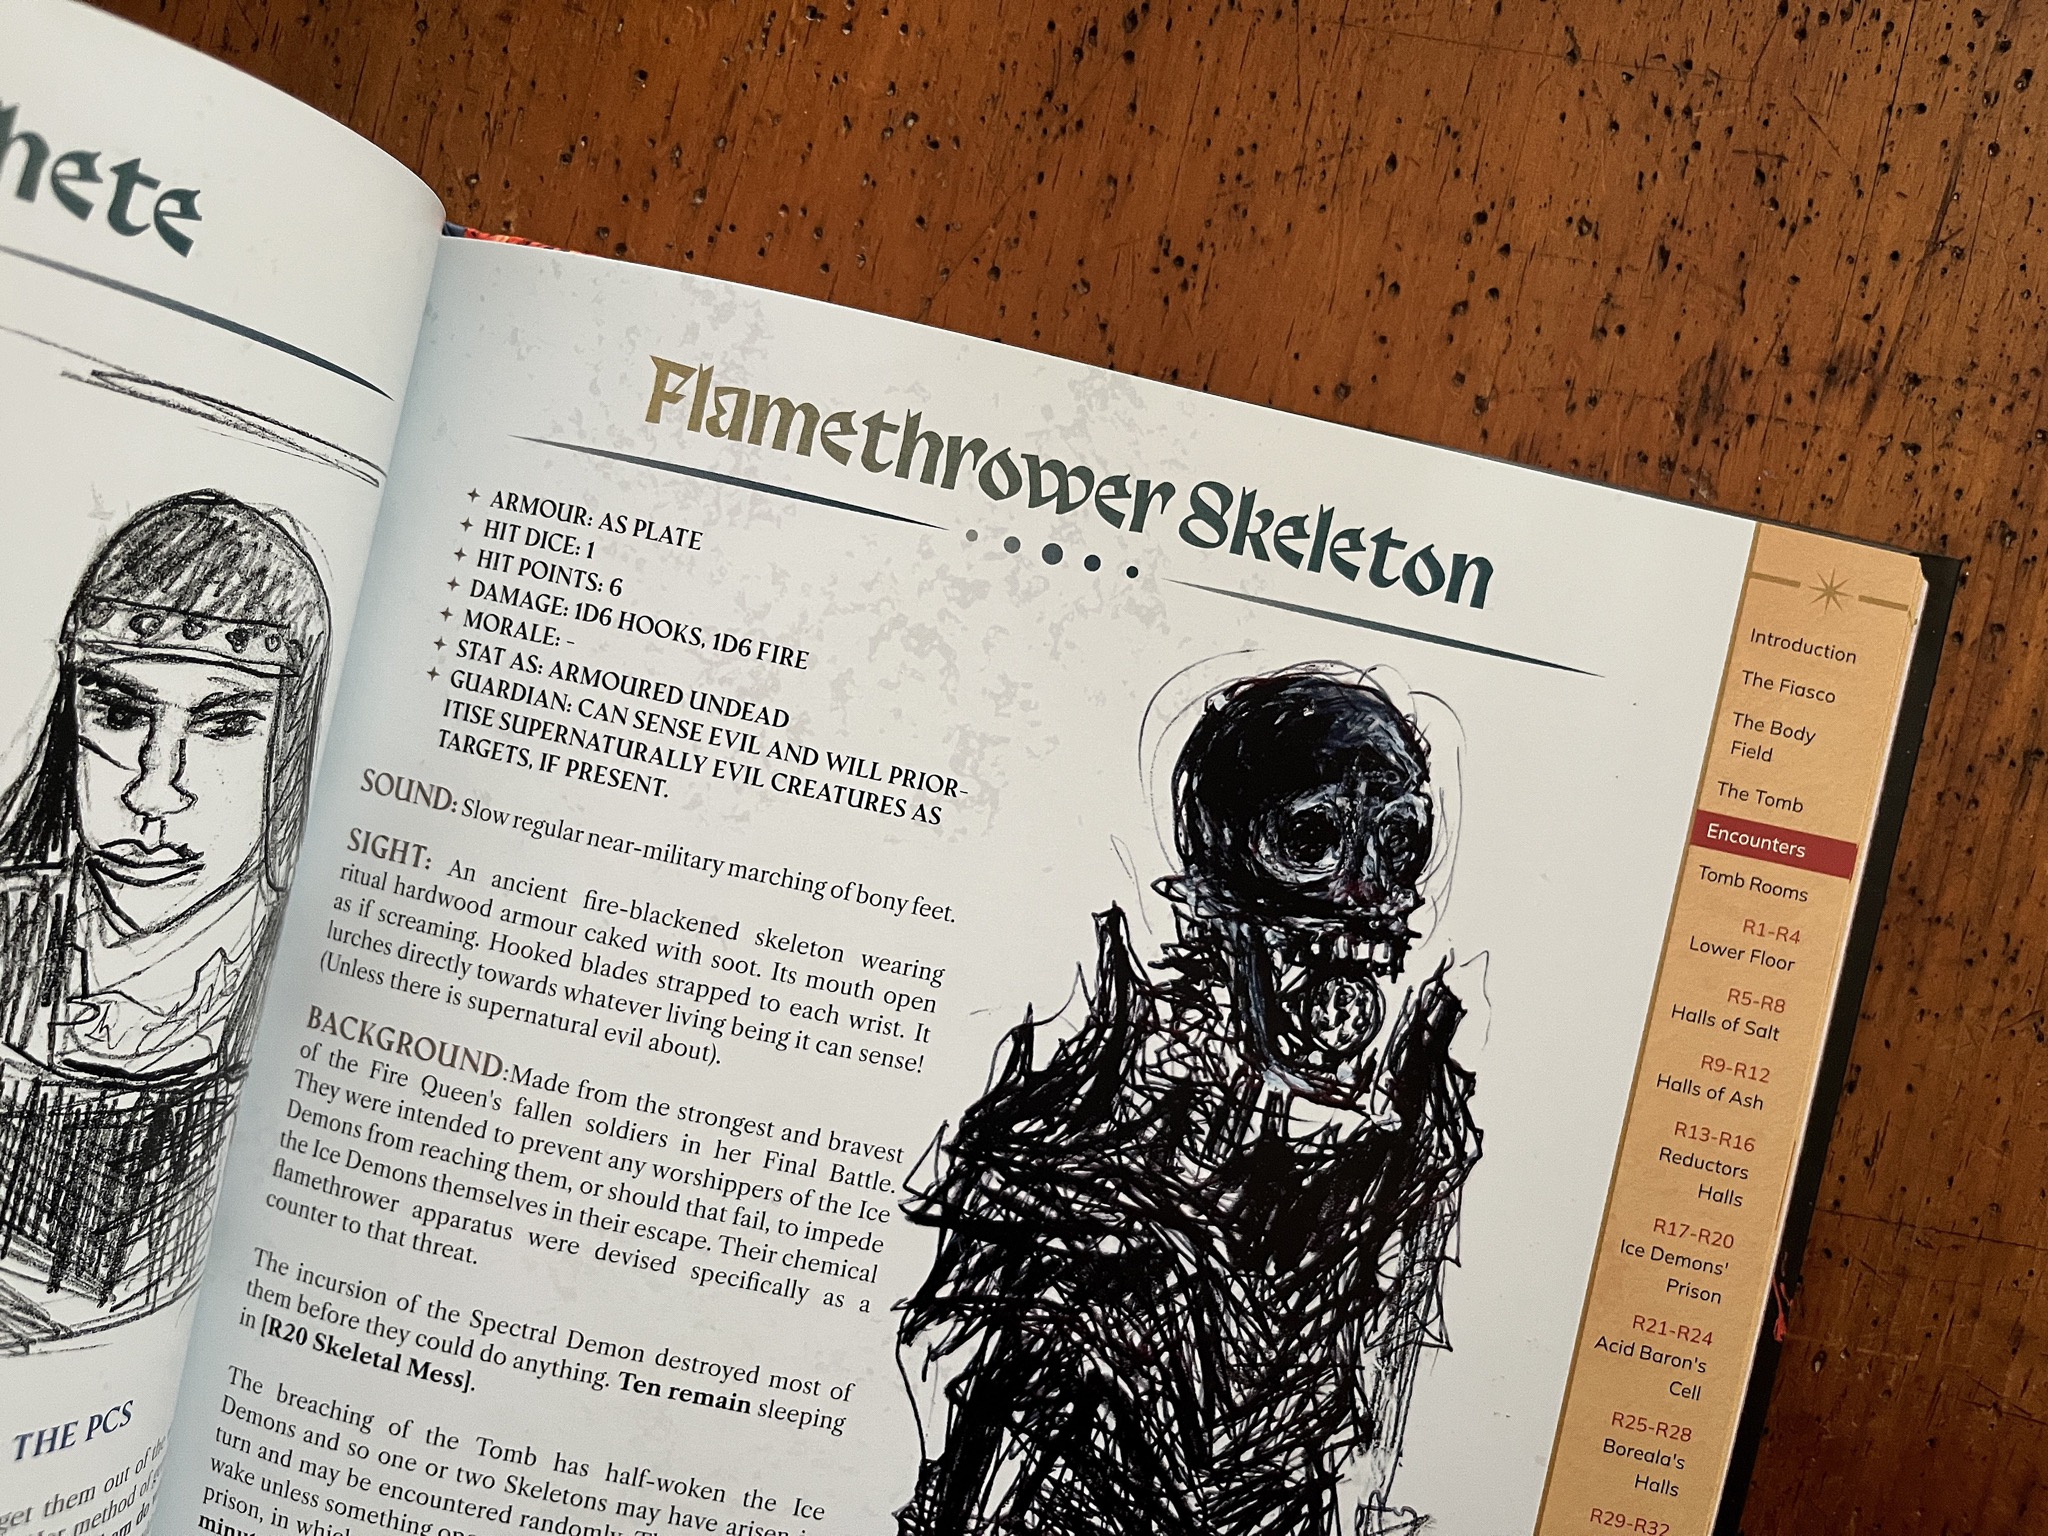 THE PCS
get them out of the
method of
Flamethrower Skeleton
ARMOUR: AS PLATE
HIT DICE: 1
HIT POINTS: 6
DAMAGE: 1D6 HOOKS, 1D6 FIRE
MORALE: -
STAT AS: ARMOURED UNDEAD
GUARDIAN: CAN SENSE EVIL AND WILL PRIOR-
ITISE SUPERNATURALLY EVIL CREATURES AS
TARGETS, IF PRESENT.
SOUND: Slow regular near-military marching of bony feet.
SIGHT: An ancient fire-blackened skeleton wearing
ritual hardwood armour caked with soot. Its mouth open
as if screaming. Hooked blades strapped to each wrist. It
lurches directly towards whatever living being it can sense!
(Unless there is supernatural evil about).
BACKGROUND:Made from the strongest and bravest
of the Fire Queen's fallen soldiers in her Final Battle.
They were intended to prevent any worshippers of the Ice
Demons from reaching them, or should that fail, to impede
the Ice Demons themselves in their escape. Their chemical
flamethrower apparatus were devised specifically as a
counter to that threat.
The incursion of the Spectral Demon destroyed most of
them before they could do anything. Ten remain sleeping
in [R20 Skeletal Mess].
The breaching of the Tomb has half-woken the Ice
Demons and so one or two Skeletons may have arisen in
turn and may be encountered randomly.
wake unless something
prison, in which
Introduction
The Fiasco
The Body
Field
The Tomb
Encounters
Tomb Rooms
R1-R4
Lower Floor
R5-R8
Halls of Salt
R9-R12
Halls of Ash
R13-R16
Reductors
Halls
R17-R20
Ice Demons'
Prison
R21-R24
Acid Baron's
Cell
R25-R28
Boreala's
Halls
R29-R32